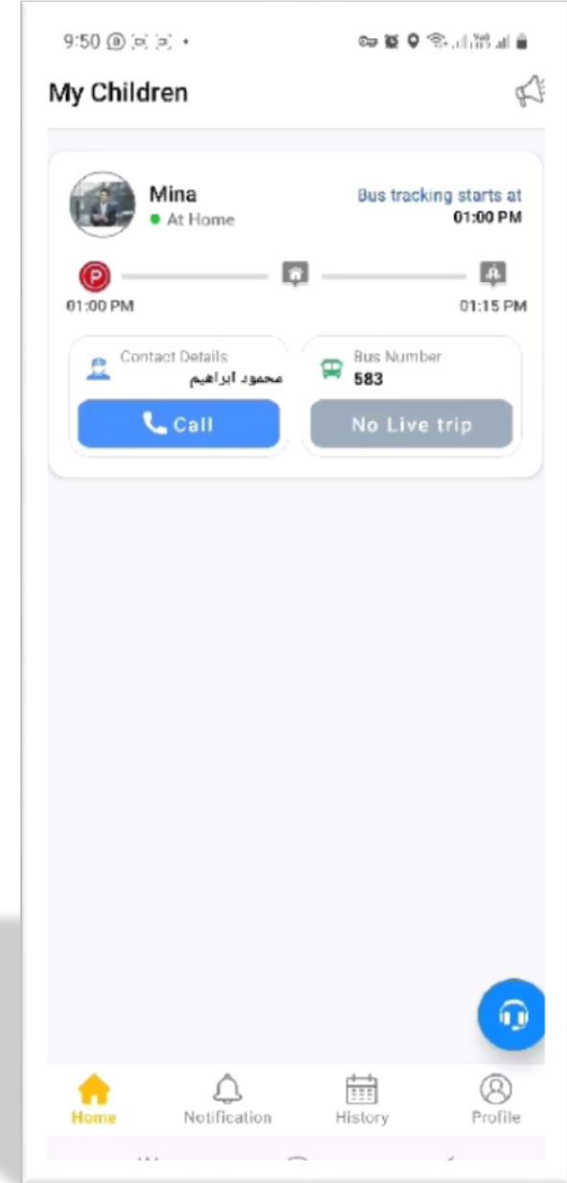 9:50
My Children
Mina
Bus tracking starts at
At Home
01:00 PM
01:00 PM
01:15 PM
Contact Details
محمود ابراهيم
Bus Number
583
Call
No Live trip
Home
Notification
History
Profile